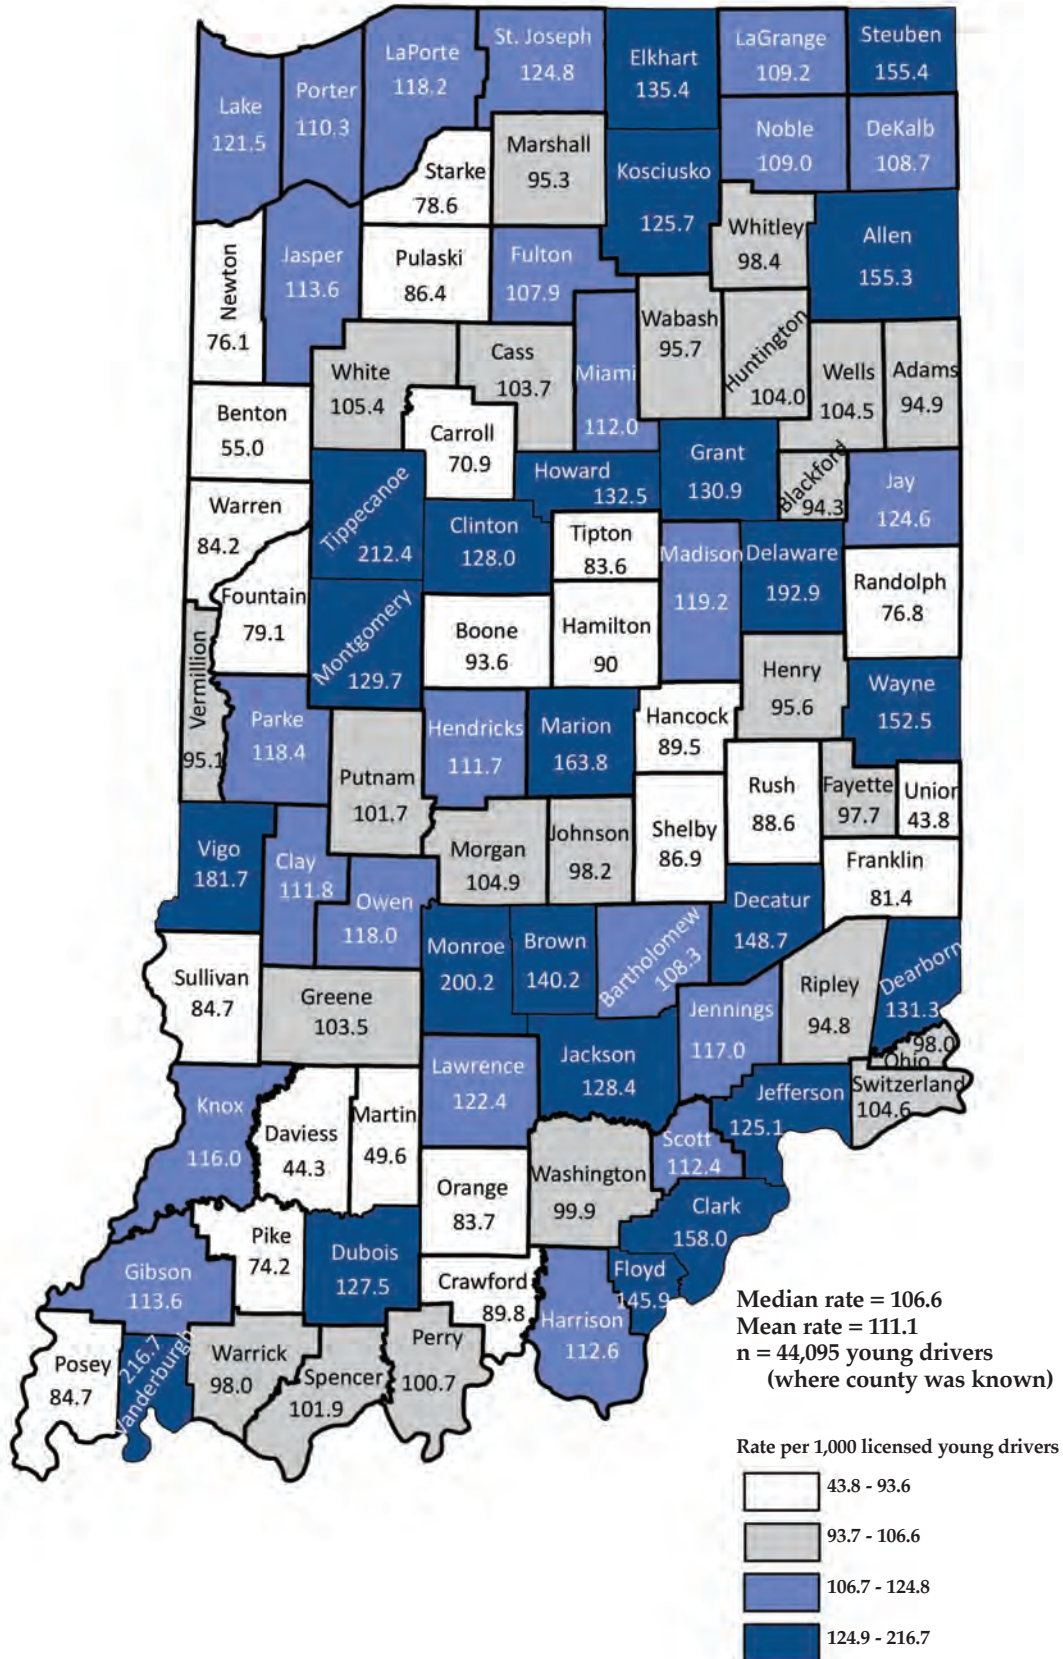 LaPorte
118.2
St. Joseph
124.8
Elkhart
135.4
LaGrange
109.2
Steuben
155.4
Lake
121.5
Porter
110.3
Noble
109.0
DeKalb
108.7
Starke
78.6
Marshall
95.3
Kosciusko
125.7
Whitley
98.4
Allen
155.3
Newton
76.1
Jasper
113.6
Pulaski
86.4
Fulton
107.9
Wabash
95.7
Huntington
104.0
Wells
104.5
Adams
94.9
White
105.4
Cass
103.7
Miami
112.0
Benton
55.0
Carroll
70.9
Howard
132.5
Grant
130.9
Blackford
94.3
Jay
124.6
Warren
84.2
Tippecanoe
212.4
Clinton
128.0
Tipton
83.6
Madison
119.2
Delaware
192.9
Randolph
76.8
Fountain
79.1
Montgomery
129.7
Boone
93.6
Hamilton
90
Henry
95.6
Wayne
152.5
Vermillion
95.1
Parke
118.4
Putnam
101.7
Hendricks
111.7
Marion
163.8
Hancock
89.5
Rush
88.6
Fayette
97.7
Union
43.8
Vigo
181.7
Clay
111.8
Owen
118.0
Morgan
104.9
Johnson
98.2
Shelby
86.9
Franklin
81.4
Decatur
148.7
Sullivan
84.7
Greene
103.5
Monroe
200.2
Brown
140.2
Bartholomew
108.3
Jennings
117.0
Ripley
94.8
Dearborn
131.3
98.0
Ohio
Switzerland
104.6
Knox
116.0
Daviess
44.3
Martin
49.6
Lawrence
122.4
Jackson
128.4
Jefferson
125.1
Scott
112.4
Washington
99.9
Orange
83.7
Clark
158.0
Floyd
145.9
Gibson
113.6
Pike
74.2
Dubois
127.5
Crawford
89.8
Harrison
112.6
Posey
84.7
216.7
Vanderburgh
Warrick
98.0
Spencer
101.9
Perry
100.7
Median rate = 106.6
Mean rate = 111.1
n = 44,095 young drivers
(where county was known)
Rate per 1,000 licensed young drivers
43.8 - 93.6
93.7 - 106.6
106.7 - 124.8
124.9 - 216.7